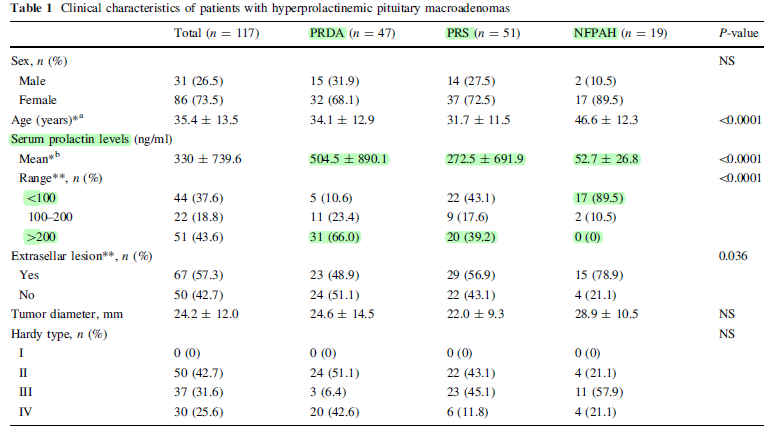 Table 1 Clinical characteristics of patients with hyperprolactinemic pituitary macroadenomas
Total (n = 117) PRDA (n = 47) PRS (n = 51) NFPAH (n = 19) P-value
Sex, n (%) NS
Male 31 (26.5) 15 (31.9) 14 (27.5) 2 (10.5)
Female 86 (73.5) 32 (68.1) 37 (72.5) 17 (89.5)
Age (years)*a 35.4 ± 13.5 34.1 ± 12.9 31.7 ± 11.5 46.6 ± 12.3 <0.0001
Serum prolactin levels (ng/ml)
Mean*b 330 ± 739.6 504.5 ± 890.1 272.5 ± 691.9 52.7 ± 26.8 <0.0001
Range**, n (%) <0.0001
<100 44 (37.6) 5 (10.6) 22 (43.1) 17 (89.5)
100–200 22 (18.8) 11 (23.4) 9 (17.6) 2 (10.5)
>200 51 (43.6) 31 (66.0) 20 (39.2) 0 (0)
Extrasellar lesion**, n (%) 0.036
Yes 67 (57.3) 23 (48.9) 29 (56.9) 15 (78.9)
No 50 (42.7) 24 (51.1) 22 (43.1) 4 (21.1)
Tumor diameter, mm 24.2 ± 12.0 24.6 ± 14.5 22.0 ± 9.3 28.9 ± 10.5 NS
Hardy type, n (%) NS
I 0 (0) 0 (0) 0 (0) 0 (0)
II 50 (42.7) 24 (51.1) 22 (43.1) 4 (21.1)
III 37 (31.6) 3 (6.4) 23 (45.1) 11 (57.9)
IV 30 (25.6) 20 (42.6) 6 (11.8) 4 (21.1)